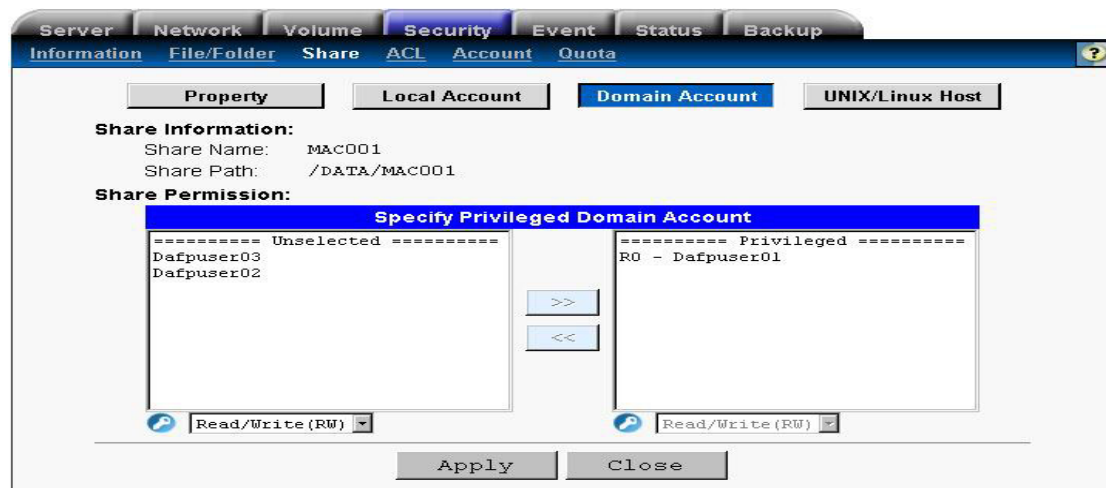 Server Network Volume Security Event Status Backup
Information File/Folder Share ACL Account Quota ?
Property Local Account Domain Account UNIX/Linux Host
Share Information:
Share Name: MAC001
Share Path: /DATA/MAC001
Share Permission:
Specify Privileged Domain Account
========== Unselected ==========
Dafpuser03
Dafpuser02
========== Privileged ==========
RO - Dafpuser01
>>
<<
Read/Write(RW) Read/Write(RW)
Apply Close